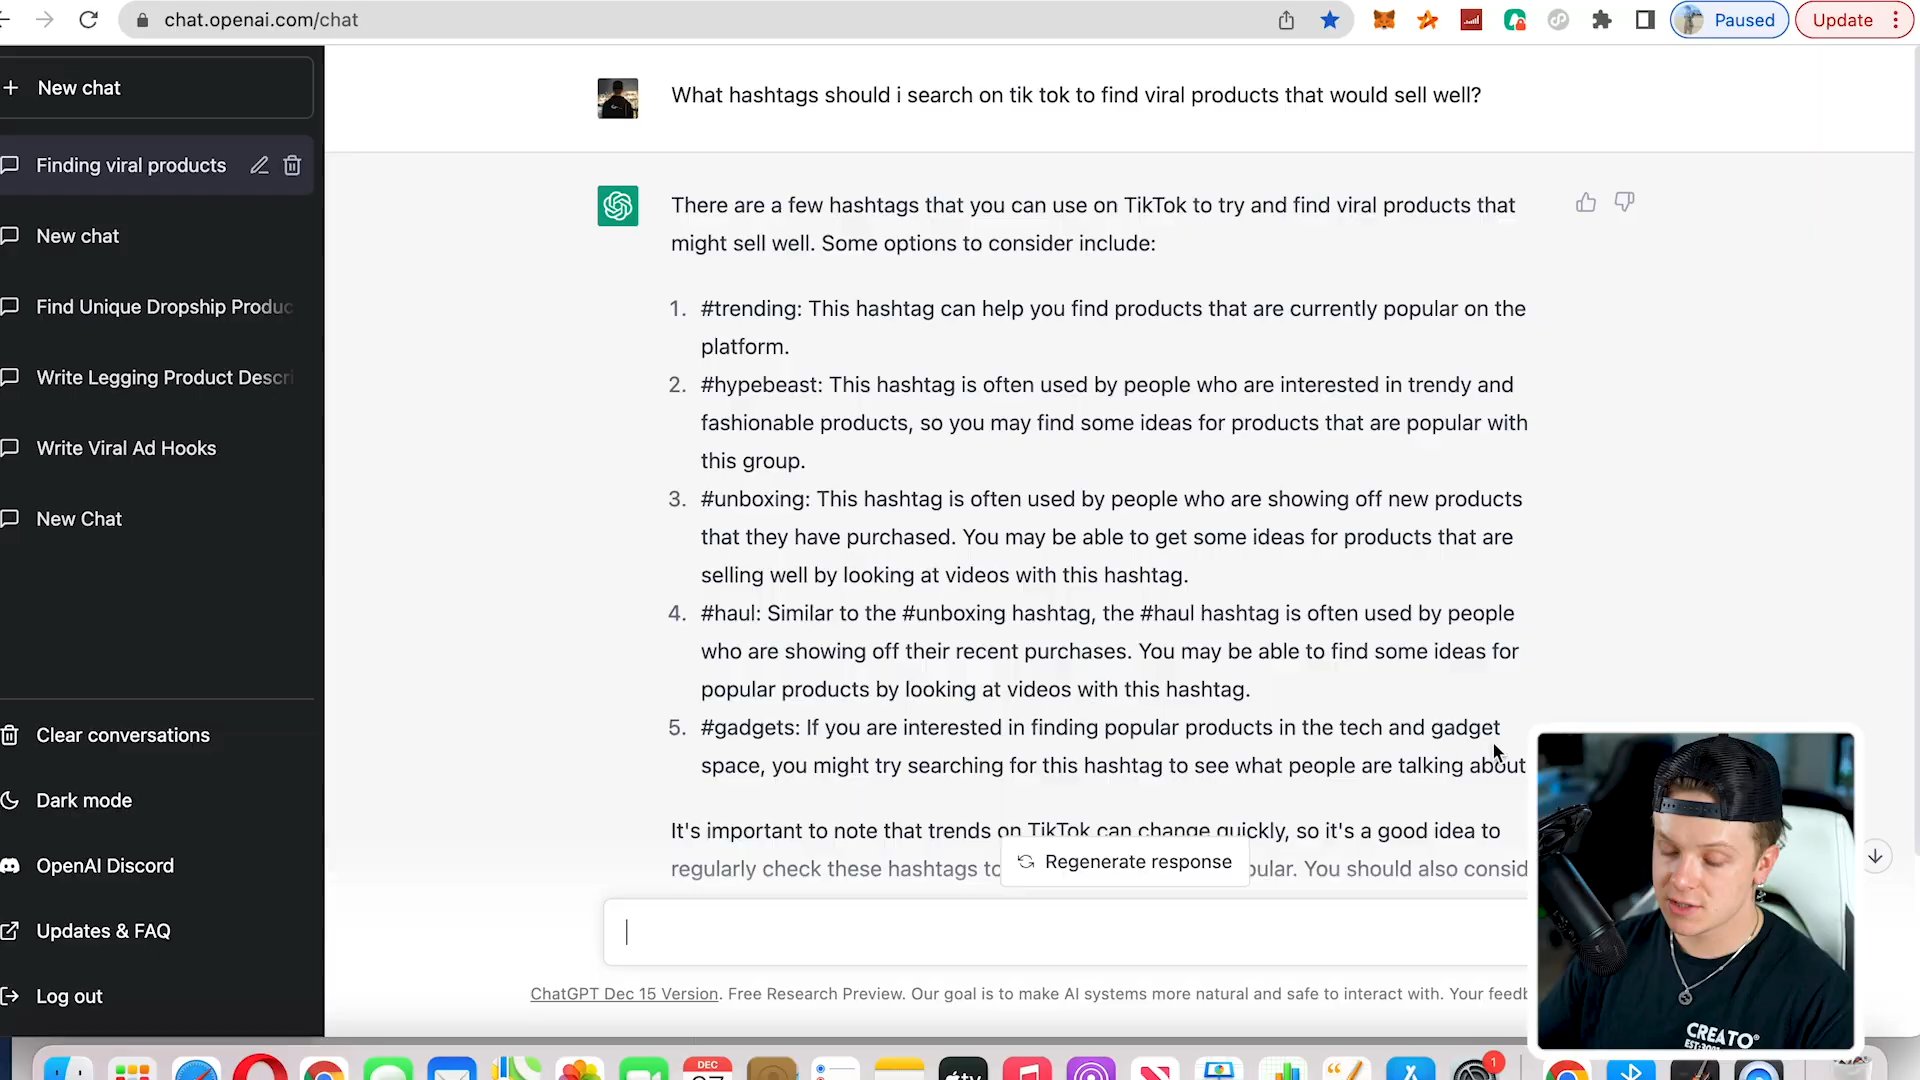 chat.openai.com/chat
Paused
Update
New chat
Finding viral products
New chat
Find Unique Dropship Produc
Write Legging Product Descri
Write Viral Ad Hooks
New Chat
Clear conversations
Dark mode
OpenAI Discord
Updates & FAQ
Log out
What hashtags should i search on tik tok to find viral products that would sell well?
There are a few hashtags that you can use on TikTok to try and find viral products that
might sell well. Some options to consider include:
1. #trending: This hashtag can help you find products that are currently popular on the
platform.
2. #hypebeast: This hashtag is often used by people who are interested in trendy and
fashionable products, so you may find some ideas for products that are popular with
this group.
3. #unboxing: This hashtag is often used by people who are showing off new products
that they have purchased. You may be able to get some ideas for products that are
selling well by looking at videos with this hashtag.
4. #haul: Similar to the #unboxing hashtag, the #haul hashtag is often used by people
who are showing off their recent purchases. You may be able to find some ideas for
popular products by looking at videos with this hashtag.
5. #gadgets: If you are interested in finding popular products in the tech and gadget
space, you might try searching for this hashtag to see what people are talking about
It's important to note that trends on TikTok can change quickly, so it's a good idea to
regularly check these hashtags to
Regenerate response
pular. You should also consid
ChatGPT Dec 15 Version. Free Research Preview. Our goal is to make AI systems more natural and safe to interact with. Your feedb
CREATO
EST·2001
DEC
tv
1